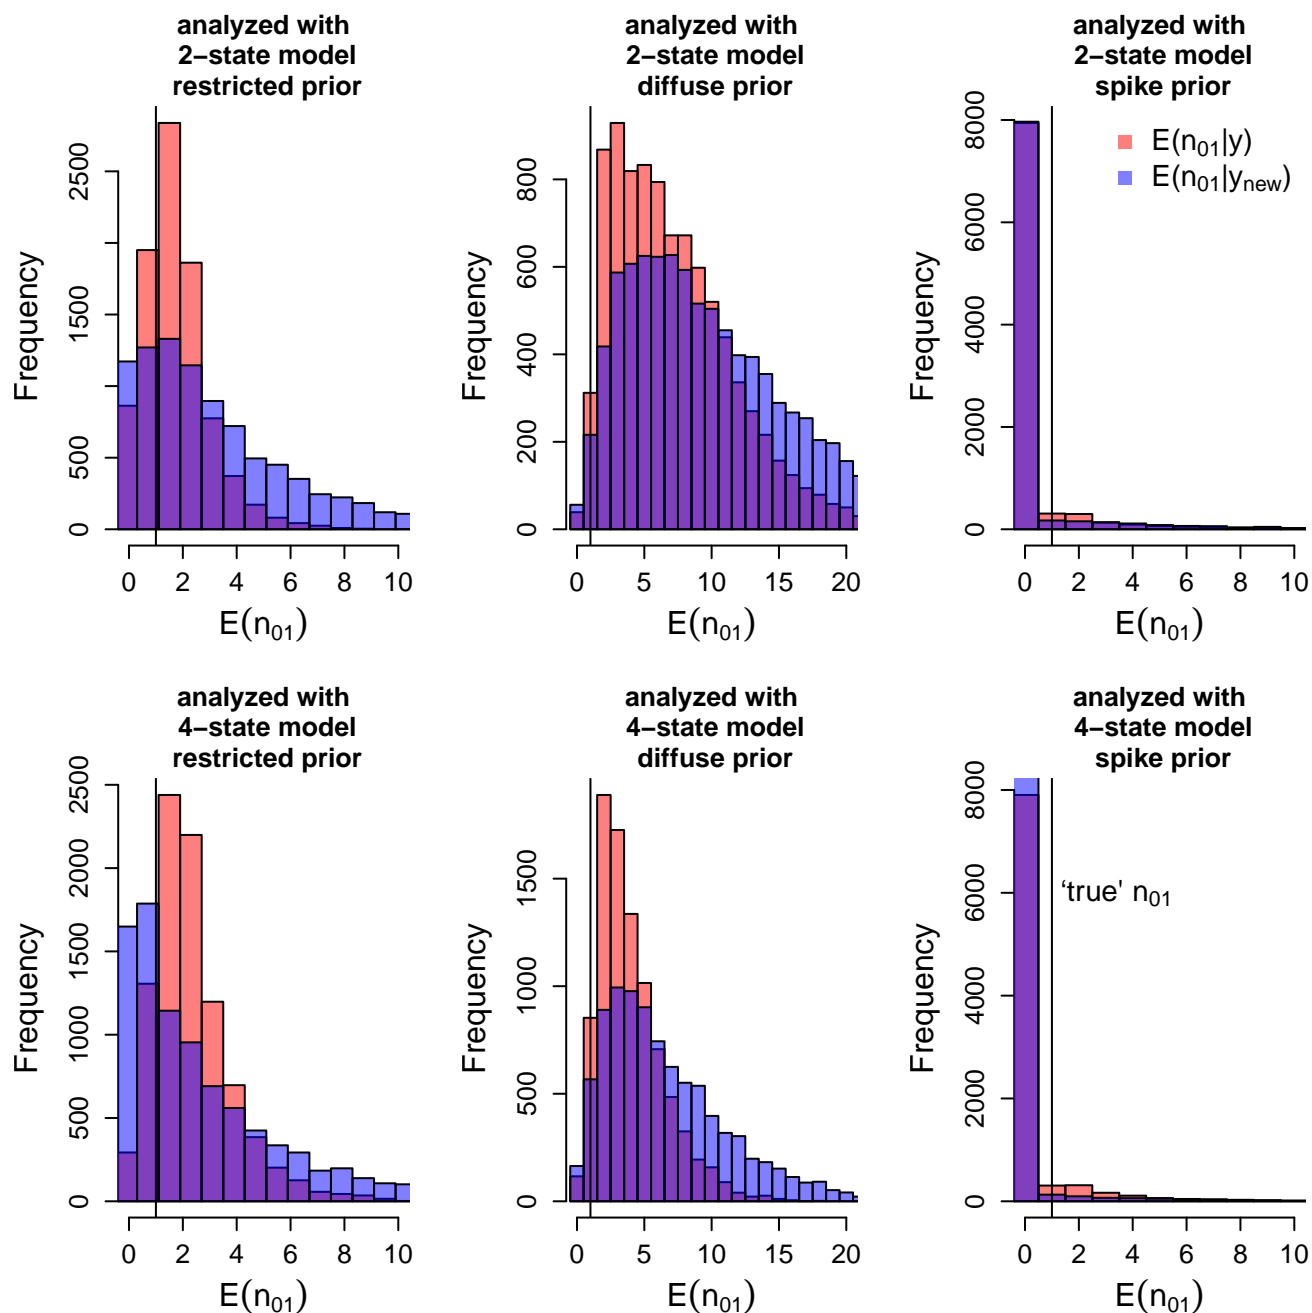 analyzed with
2−state model
restricted prior
Frequency
2500
1500
500
0
0 2 4 6 8 10
E(n01)
analyzed with
2−state model
diffuse prior
Frequency
800
600
400
200
0
0 5 10 15 20
E(n01)
analyzed with
2−state model
spike prior
E(n01|y)
E(n01|ynew)
Frequency
8000
6000
4000
2000
0
0 2 4 6 8 10
E(n01)
analyzed with
4−state model
restricted prior
Frequency
2500
2000
1500
1000
500
0
0 2 4 6 8 10
E(n01)
analyzed with
4−state model
diffuse prior
Frequency
1500
1000
500
0
0 5 10 15 20
E(n01)
analyzed with
4−state model
spike prior
‘true' n01
Frequency
8000
6000
4000
2000
0
0 2 4 6 8 10
E(n01)